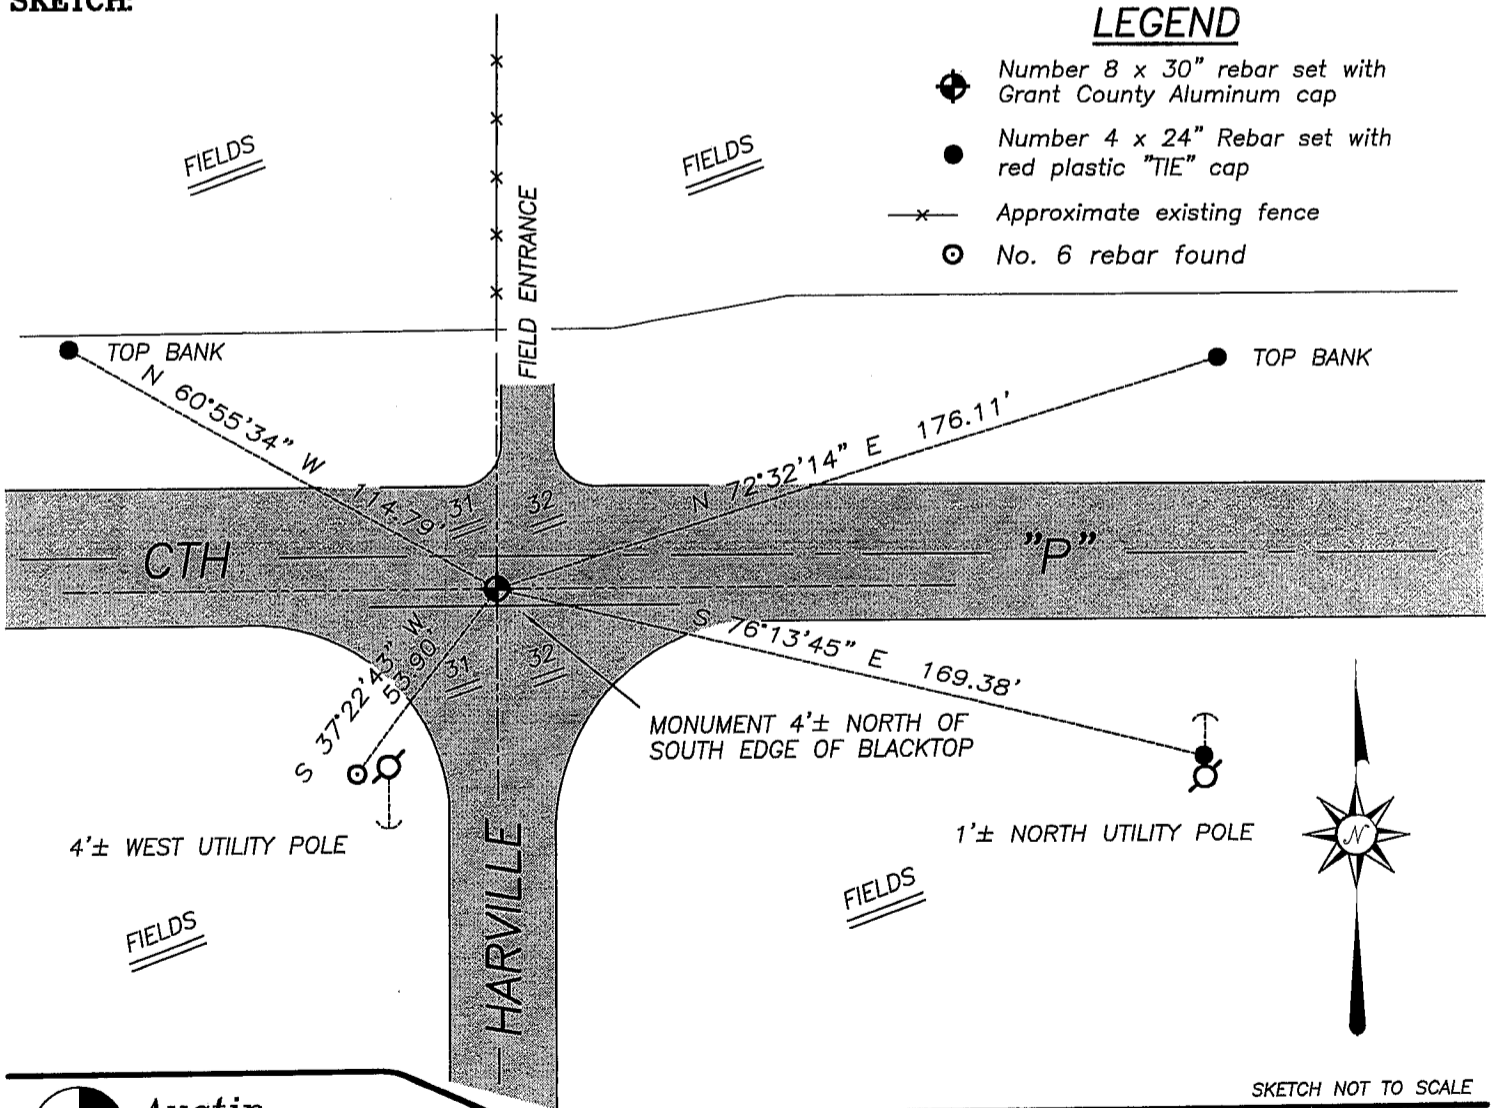 SKETCH:
LEGEND
Number 8 x 30" rebar set with
Grant County Aluminum cap
Number 4 x 24" Rebar set with
red plastic "TIE" cap
Approximate existing fence
No. 6 rebar found
FIELDS
FIELDS
FIELD ENTRANCE
TOP BANK
TOP BANK
N 60°55'34" W 114.79'
N 72°32'14" E 176.11'
31
32
CTH
"P"
S 37°22'43" W
53.90'
31
32
S 76°13'45" E 169.38'
MONUMENT 4'± NORTH OF
SOUTH EDGE OF BLACKTOP
4'± WEST UTILITY POLE
1'± NORTH UTILITY POLE
N
HARVILLE
FIELDS
FIELDS
SKETCH NOT TO SCALE
Austin